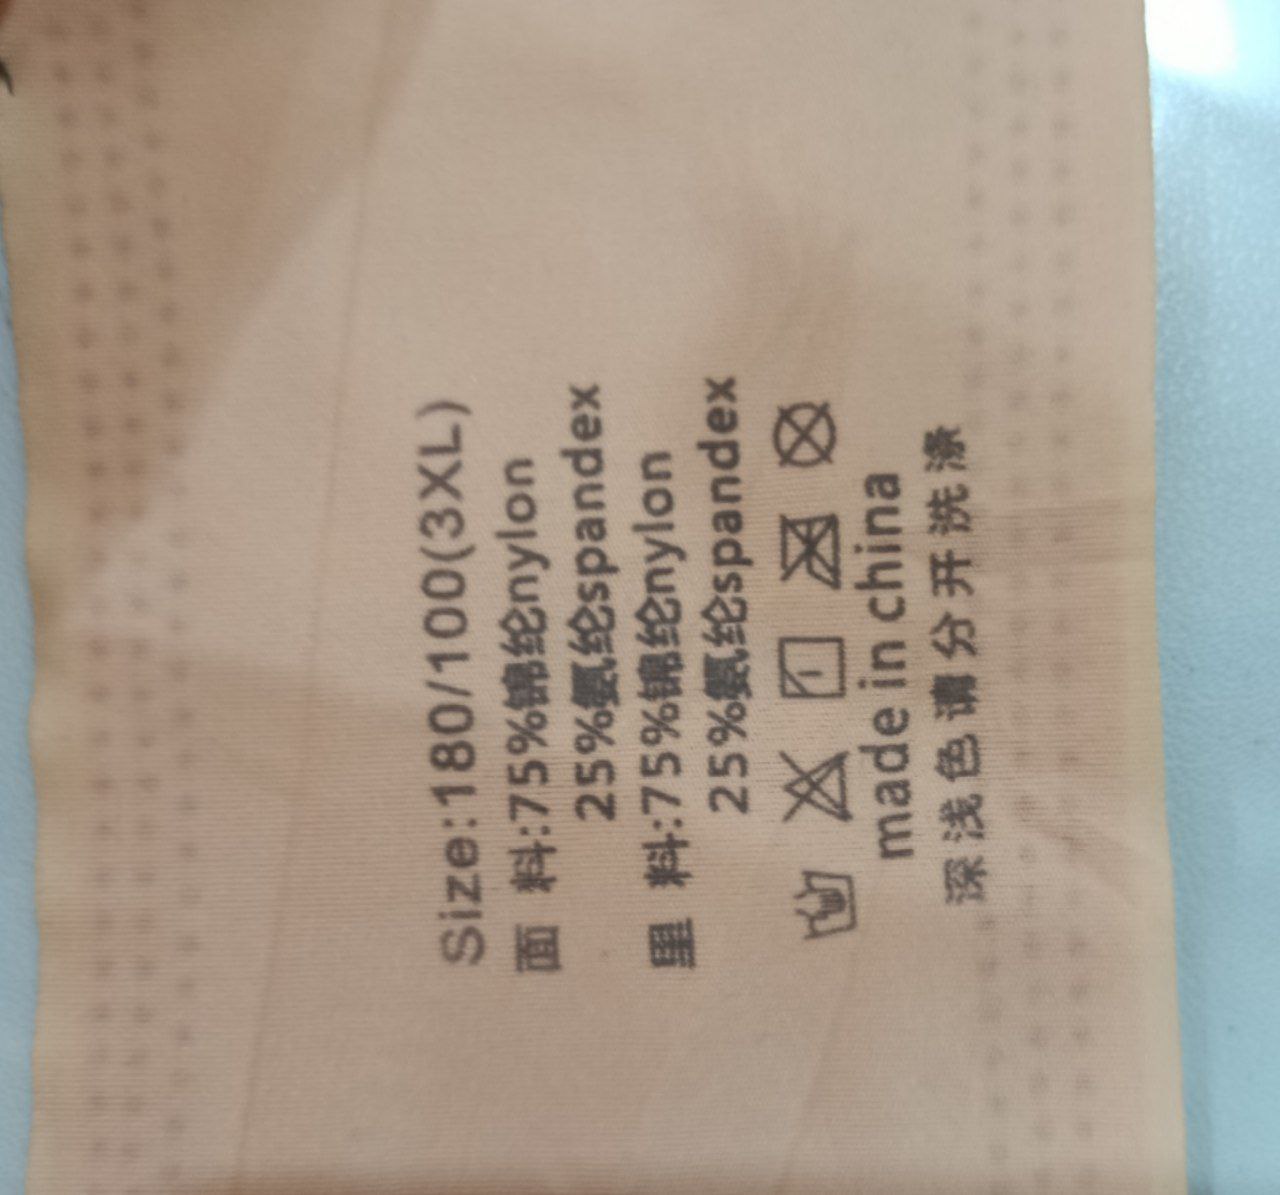 Size:180/100(3XL)
面 料:75%锦纶nylon
25%氨纶spandex
里 料:75%锦纶nylon
25%氨纶spandex
made in china
深浅色请分开洗涤